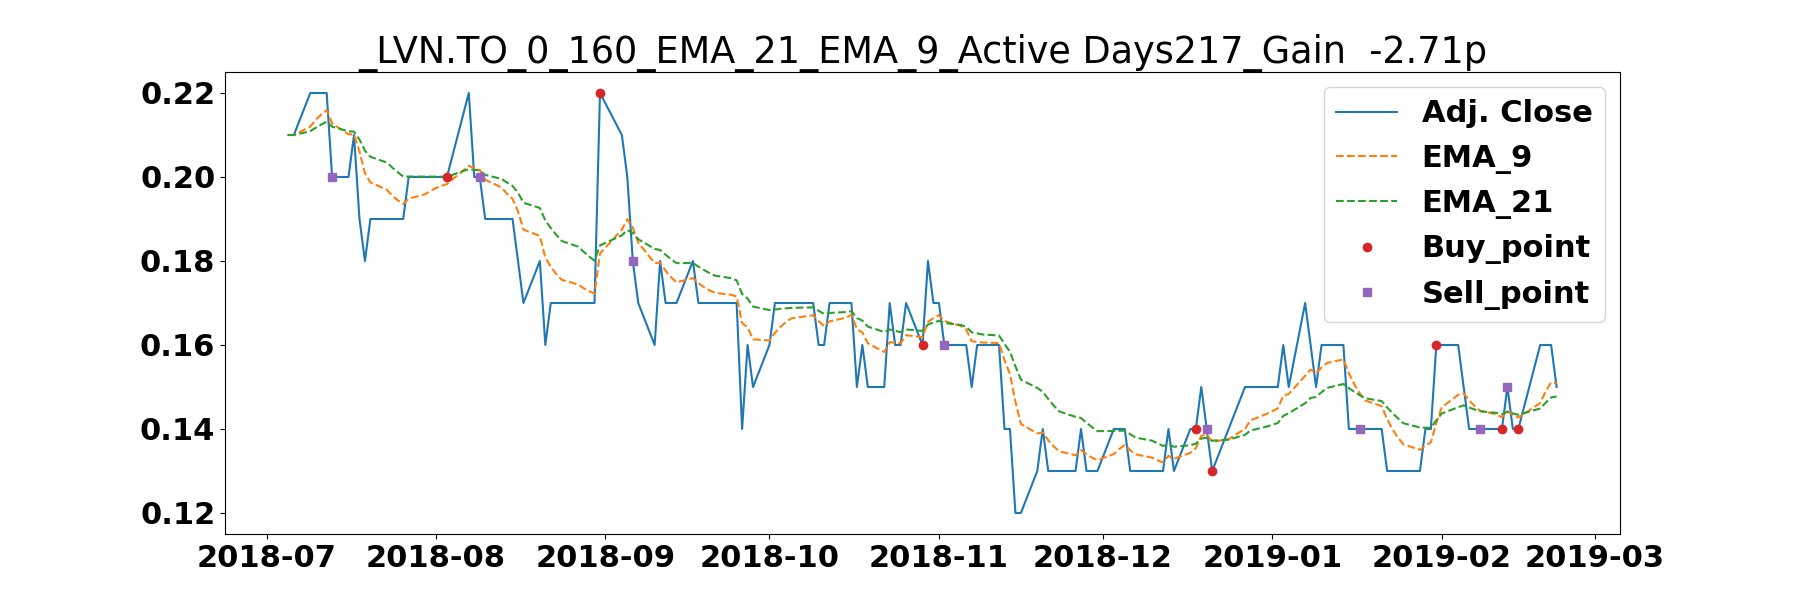 _LVN.TO_0_160_EMA_21_EMA_9_Active Days217_Gain  -2.71p
0.22
0.20
0.18
0.16
0.14
0.12
Adj. Close
EMA_9
EMA_21
Buy_point
Sell_point
2018-07 2018-08 2018-09 2018-10 2018-11 2018-12 2019-01 2019-02 2019-03